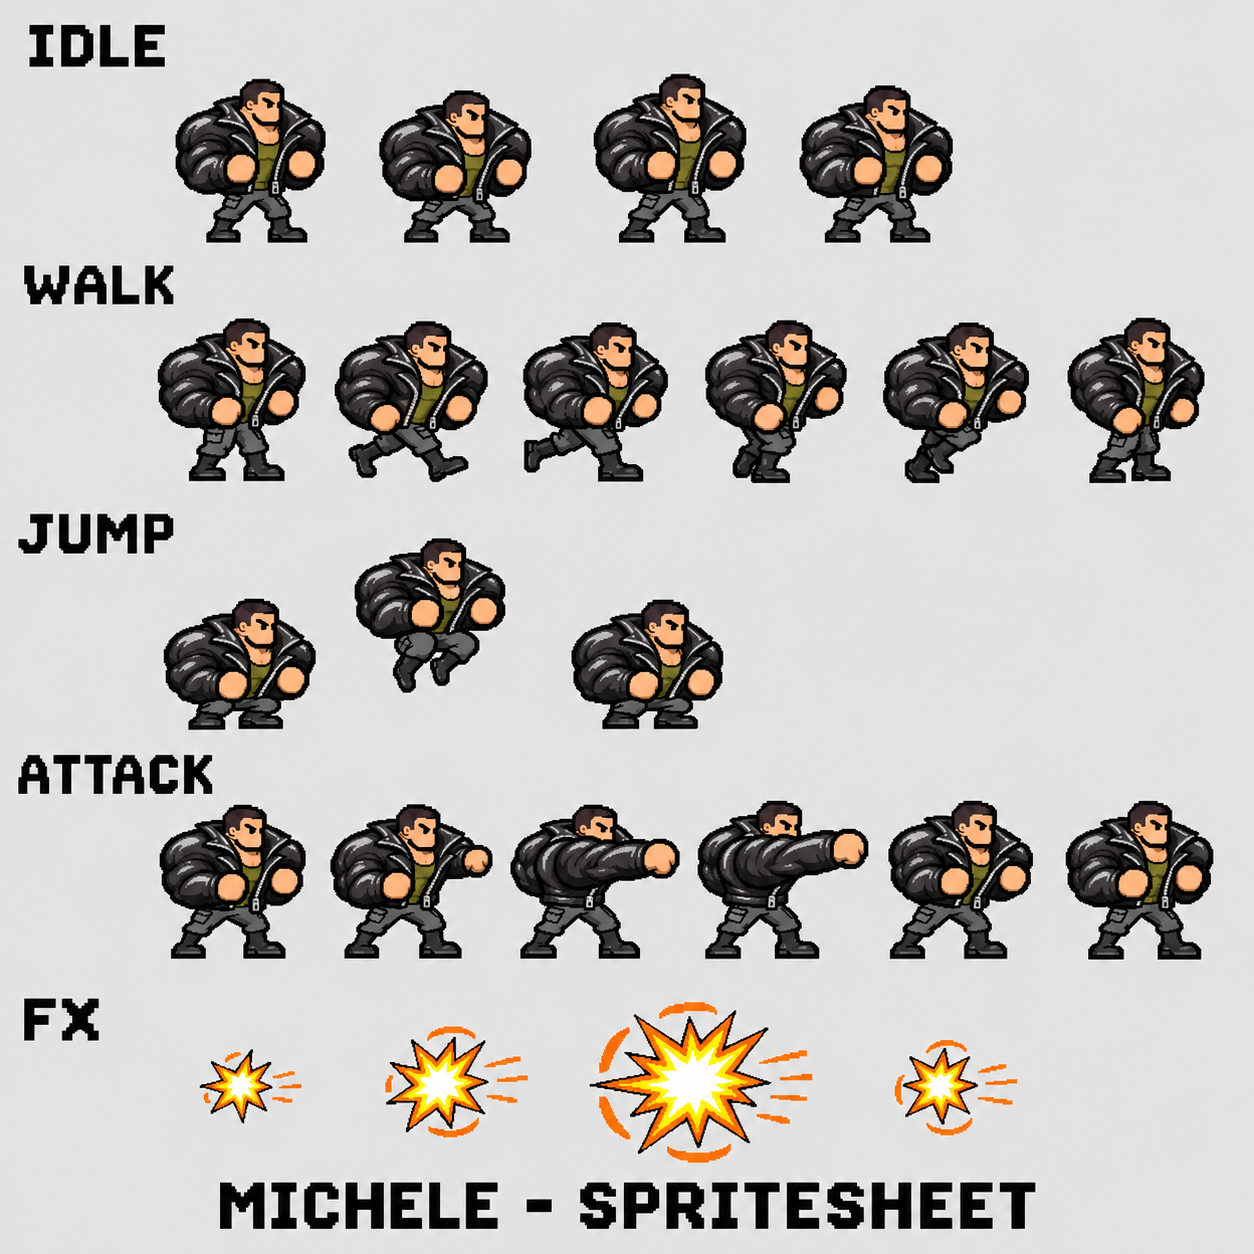 IDLE
WALK
JUMP
ATTACK
FX
MICHELE - SPRITESHEET